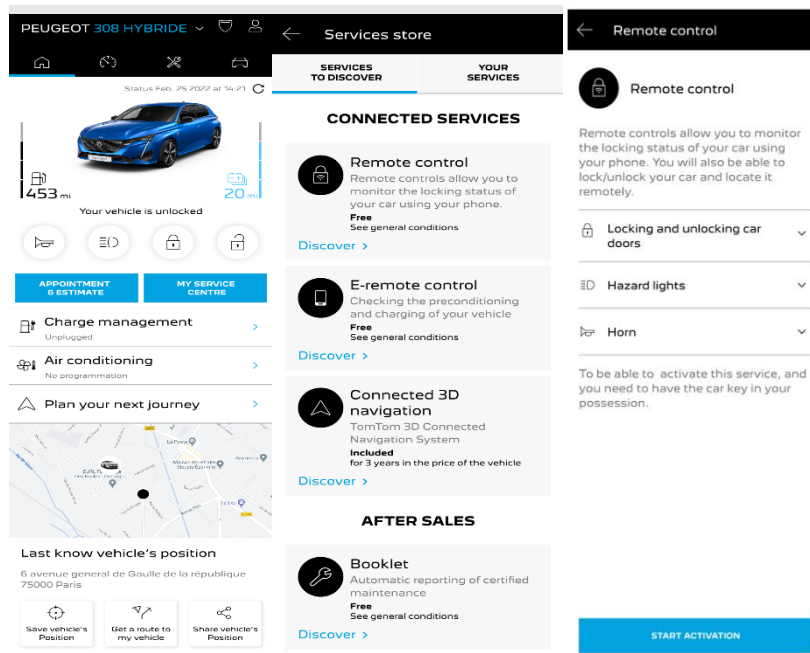 PEUGEOT 308 HYBRIDE
Status Feb. 25 2022 at 14:21
453 mi
20 mi
Your vehicle is unlocked
APPOINTMENT
& ESTIMATE
MY SERVICE
CENTRE
Charge management
Unplugged
Air conditioning
No programmation
Plan your next journey
Last know vehicle's position
6 avenue general de Gaulle de la république
75000 Paris
Save vehicle's
Position
Get a route to
my vehicle
Share vehicle's
Position
Services store
SERVICES
TO DISCOVER
YOUR
SERVICES
CONNECTED SERVICES
Remote control
Remote controls allow you to
monitor the locking status of
your car using your phone.
Free
See general conditions
Discover >
E-remote control
Checking the preconditioning
and charging of your vehicle
Free
See general conditions
Discover >
Connected 3D
navigation
TomTom 3D Connected
Navigation System
Included
for 3 years in the price of the vehicle
Discover >
AFTER SALES
Booklet
Automatic reporting of certified
maintenance
Free
See general conditions
Discover >
Remote control
Remote control
Remote controls allow you to monitor
the locking status of your car using
your phone. You will also be able to
lock/unlock your car and locate it
remotely.
Locking and unlocking car
doors
Hazard lights
Horn
To be able to activate this service, and
you need to have the car key in your
possession.
START ACTIVATION